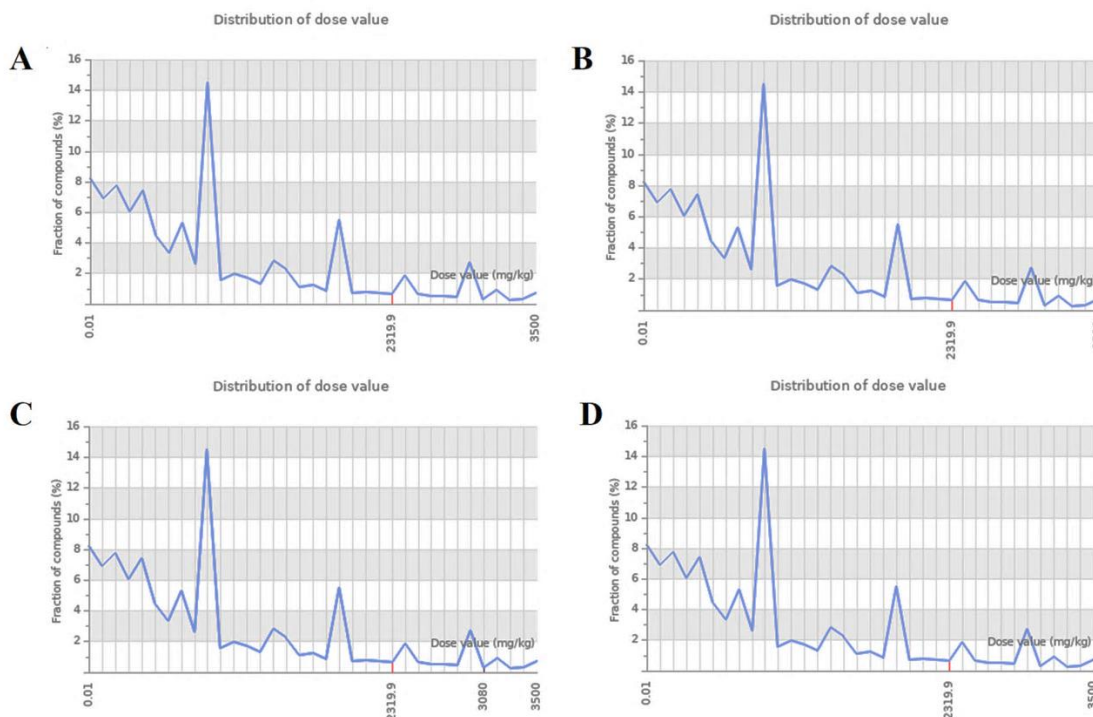 Distribution of dose value
A
16
14
12
10
8
6
4
2
Fraction of compounds (%)
Dose value (mg/kg)
0.01
2319.9
3500
Distribution of dose value
B
16
14
12
10
8
6
4
2
Fraction of compounds (%)
Dose value (mg/kg)
0.01
2319.9
Distribution of dose value
C
16
14
12
10
8
6
4
2
Fraction of compounds (%)
Dose value (mg/kg)
0.01
2319.9
3080
3500
Distribution of dose value
D
16
14
12
10
8
6
4
2
Fraction of compounds (%)
Dose value (mg/kg)
0.01
2319.9
3500